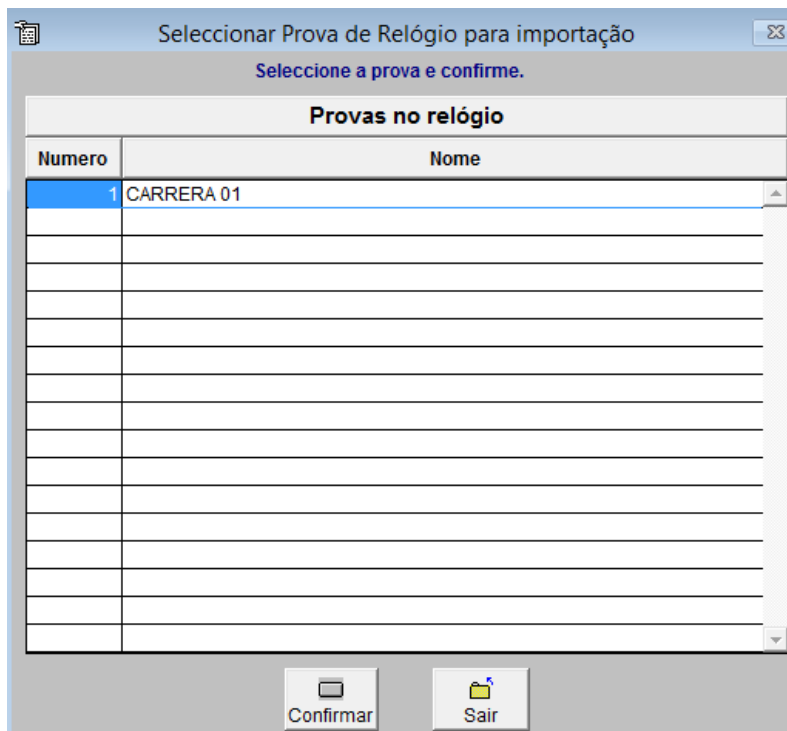 Seleccionar Prova de Relógio para importação
Seleccione a prova e confirme.
Provas no relógio
Numero Nome
1 CARRERA 01
Confirmar Sair